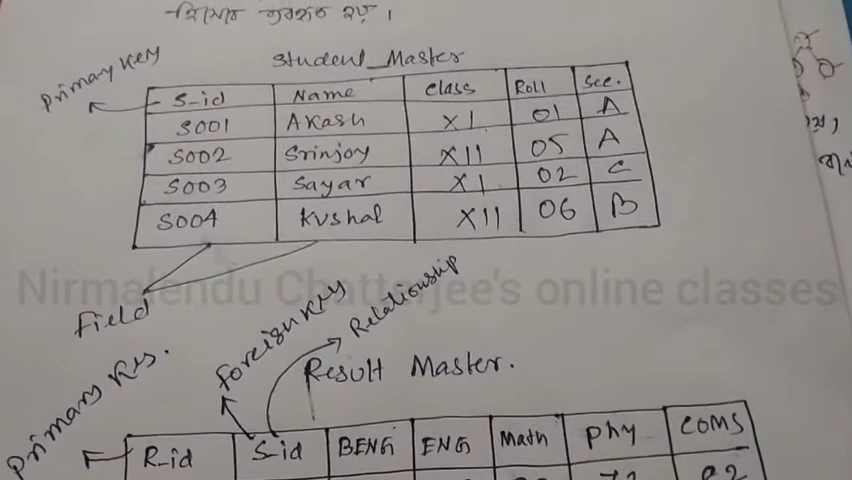 ব্যবহৃত হয়।
Primary Key
Student_Master
S-id Name Class Roll Sec.
S001 Akash XI 01 A
S002 Srinjoy XII 05 A
S003 Sayar XI 02 C
S004 Kushal XII 06 B
Nirmalendu Chatterjee's online classes
Field
Foreign Key
Relationship
Primary Key.
Result Master.
R-id S-id BENG ENG Math Phy COMS